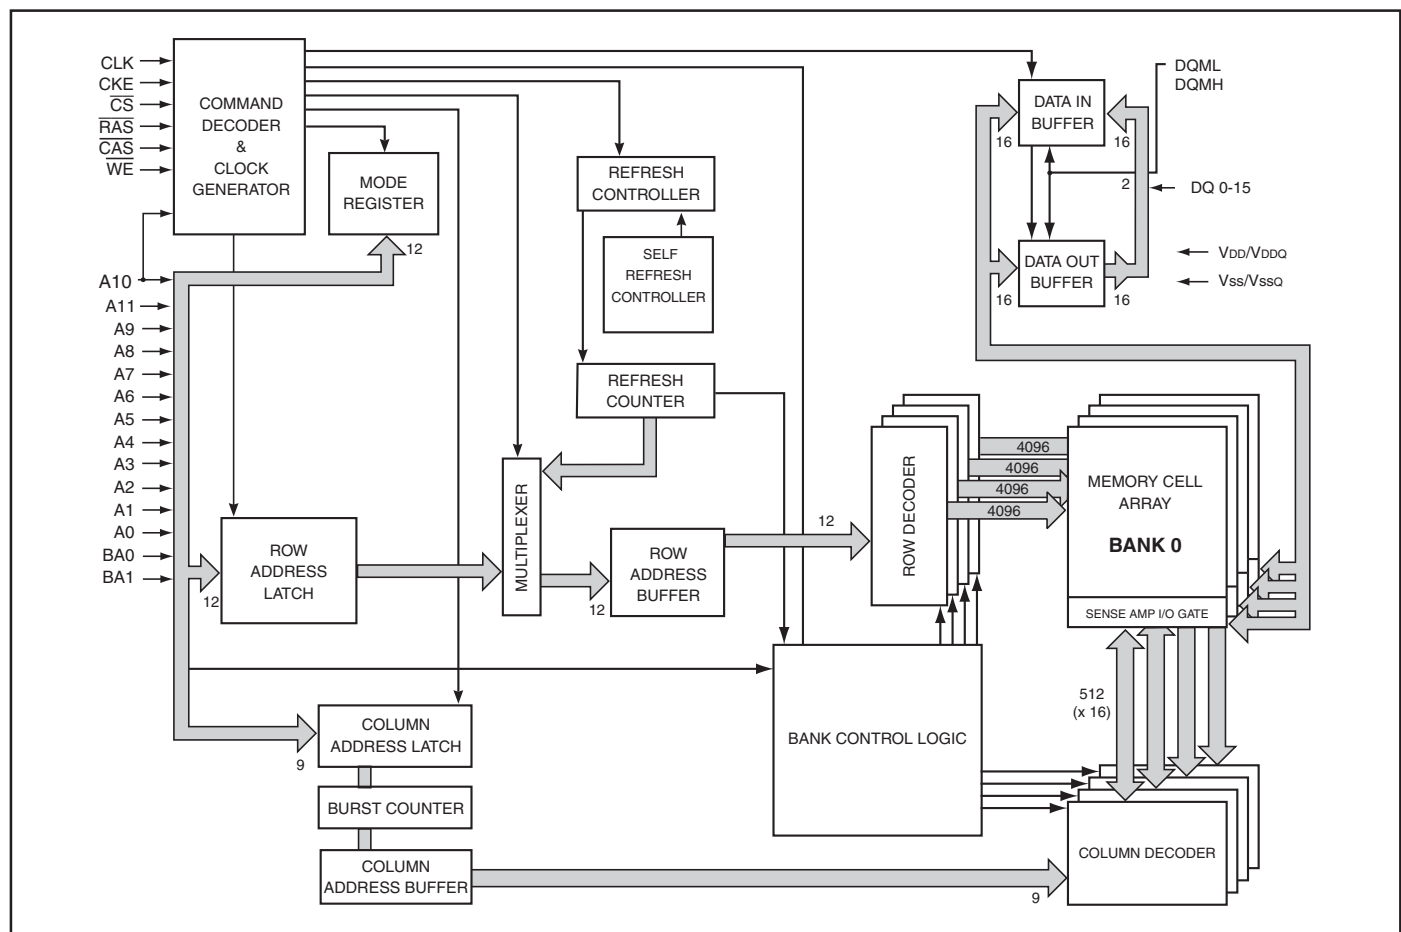 CLK
CKE
CS
RAS
CAS
WE
A10
A11
A9
A8
A7
A6
A5
A4
A3
A2
A1
A0
BA0
BA1
COMMAND
DECODER
&
CLOCK
GENERATOR
MODE
REGISTER
12
REFRESH
CONTROLLER
SELF
REFRESH
CONTROLLER
REFRESH
COUNTER
DATA IN
BUFFER
16
16
DQML
DQMH
2
DQ 0-15
DATA OUT
BUFFER
16
16
VDD/VDDQ
VSS/VSSQ
ROW
ADDRESS
LATCH
12
MULTIPLEXER
12
ROW
ADDRESS
BUFFER
12
ROW DECODER
4096
4096
4096
4096
MEMORY CELL
ARRAY
BANK 0
SENSE AMP I/O GATE
512
(x 16)
BANK CONTROL LOGIC
COLUMN
ADDRESS LATCH
9
BURST COUNTER
COLUMN
ADDRESS BUFFER
9
COLUMN DECODER